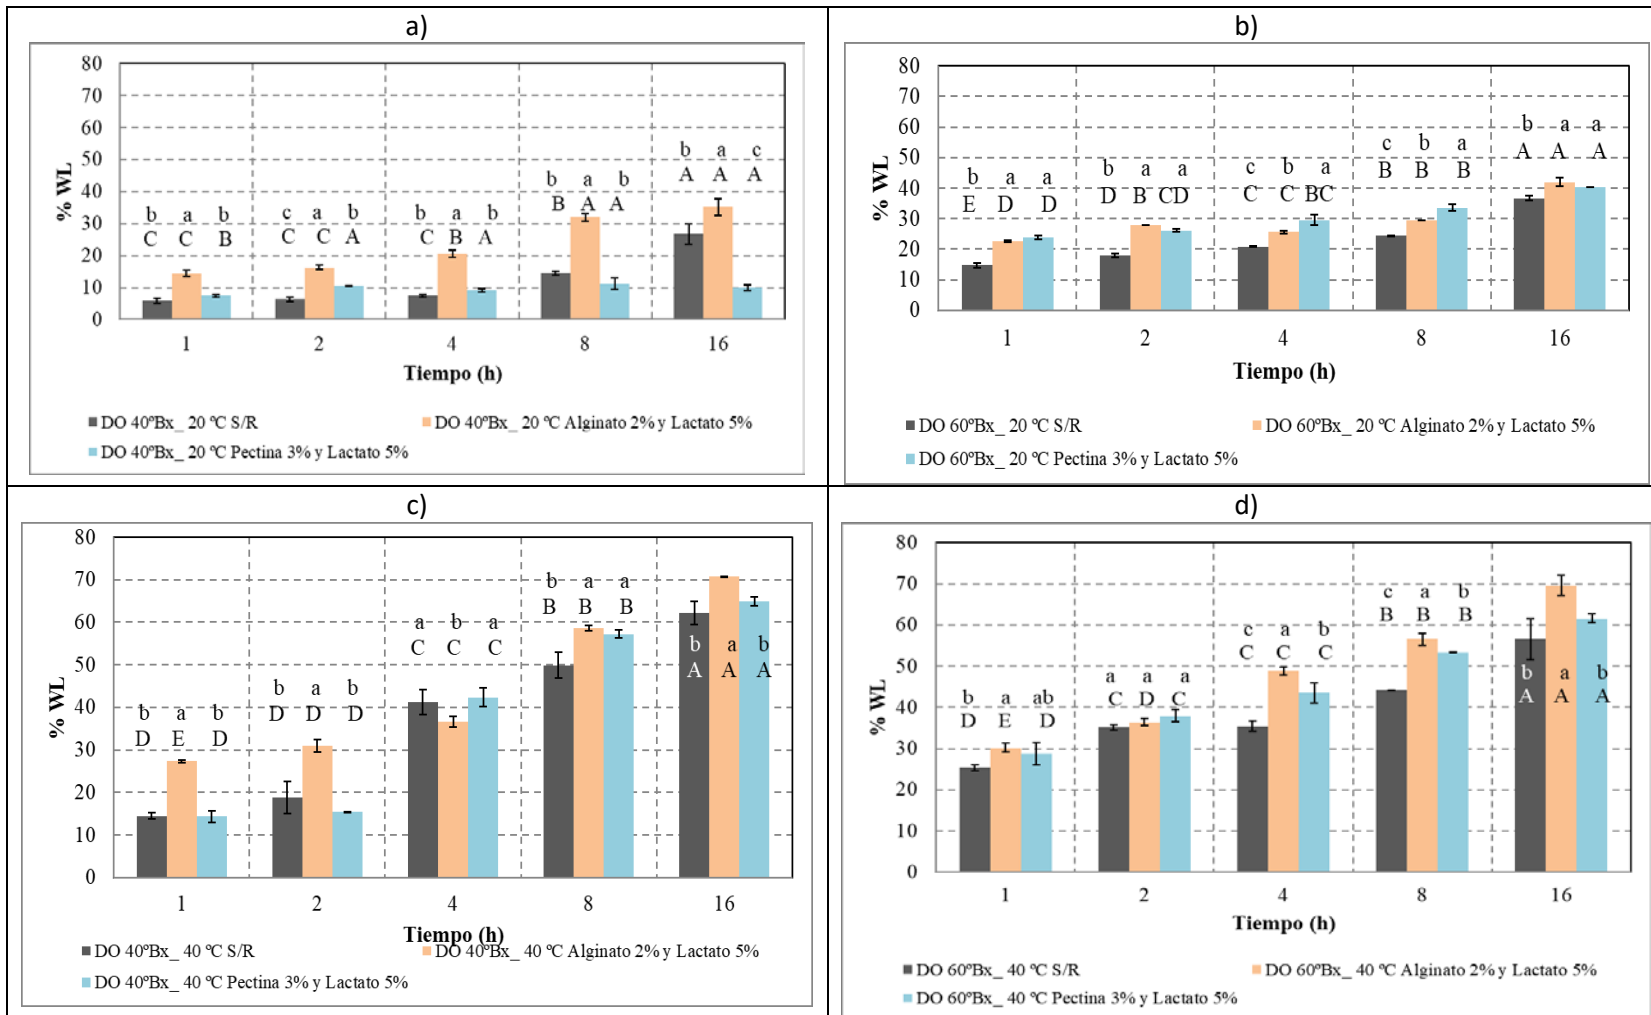 a)
80
70
60
50
40
30
20
10
0
% WL
b a c
A A A
b a b
B A A
b a b c a b b a b
C C B C C A C B A
1 2 4 8 16
Tiempo (h)
DO 40ºBx_ 20 ºC S/R
DO 40ºBx_ 20 ºC Alginato 2% y Lactato 5%
DO 40ºBx_ 20 ºC Pectina 3% y Lactato 5%
b)
80
70
60
50
40
30
20
10
0
% WL
b a a
A A A
c b a
B B B
b a a b a a c b a
E D D D B CD C C BC
1 2 4 8 16
Tiempo (h)
DO 60ºBx_ 20 ºC S/R
DO 60ºBx_ 20 ºC Alginato 2% y Lactato 5%
DO 60ºBx_ 20 ºC Pectina 3% y Lactato 5%
c)
80
70
60
50
40
30
20
10
0
% WL
b a a
B B B
a b a
C C C
b a b
A A A
b a b
D D D
b a b
D E D
1 2 4 8 16
Tiempo (h)
DO 40ºBx_ 40 ºC S/R
DO 40ºBx_ 40 ºC Alginato 2% y Lactato 5%
DO 40ºBx_ 40 ºC Pectina 3% y Lactato 5%
d)
80
70
60
50
40
30
20
10
0
% WL
c a b
B B B
c a b
C C C
a a a
C D C
b a b
A A A
b a ab
D E D
1 2 4 8 16
Tiempo (h)
DO 60ºBx_ 40 ºC S/R
DO 60ºBx_ 40 ºC Alginato 2% y Lactato 5%
DO 60ºBx_ 40 ºC Pectina 3% y Lactato 5%